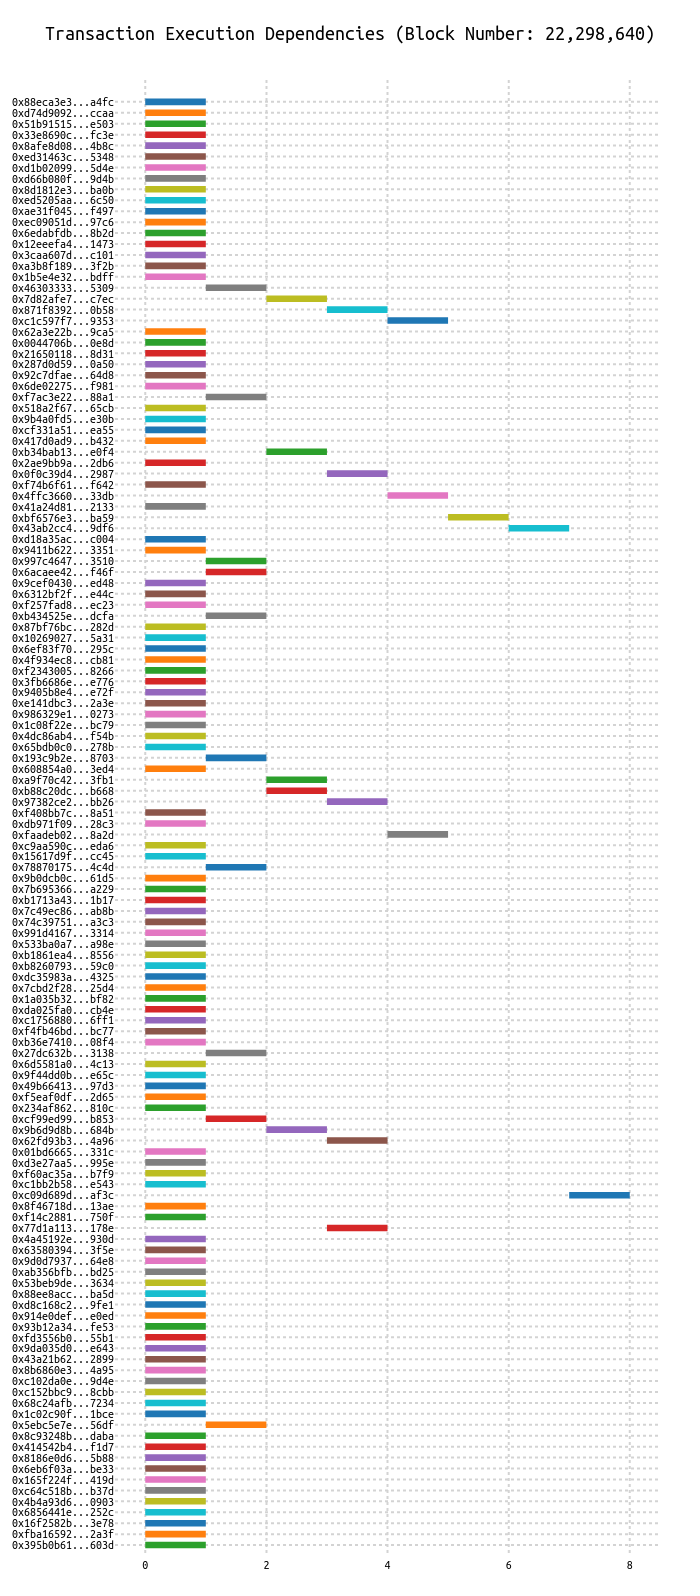 Transaction Execution Dependencies (Block Number: 22,298,640)
0x88eca3e3...a4fc
0xd74d9092...ccaa
0x51b91515...e503
0x33e8690c...fc3e
0x8afe8d08...4b8c
0xed31463c...5348
0xd1b02099...5d4e
0xd66b080f...9d4b
0x8d1812e3...ba0b
0xed5205aa...6c50
0xae31f045...f497
0xec09051d...97c6
0x6edabfdb...8b2d
0x12eeefa4...1473
0x3caa607d...c101
0xa3b8f189...3f2b
0x1b5e4e32...bdff
0x46303333...5309
0x7d82afe7...c7ec
0x871f8392...0b58
0xc1c597f7...9353
0x62a3e22b...9ca5
0x0044706b...0e8d
0x21650118...8d31
0x287d0d59...0a50
0x92c7dfae...64d8
0x6de02275...f981
0xf7ac3e22...88a1
0x518a2f67...65cb
0x9b4a0fd5...e30b
0xcf331a51...ea55
0x417d0ad9...b432
0xb34bab13...e0f4
0x2ae9bb9a...2db6
0x0f0c39d4...2987
0xf74b6f61...f642
0x4ffc3660...33db
0x41a24d81...2133
0xbf6576e3...ba59
0x43ab2cc4...9df6
0xd18a35ac...c004
0x9411b622...3351
0x997c4647...3510
0x6acaee42...f46f
0x9cef0430...ed48
0x6312bf2f...e44c
0xf257fad8...ec23
0xb434525e...dcfa
0x87bf76bc...282d
0x10269027...5a31
0x6ef83f70...295c
0x4f934ec8...cb81
0xf2343005...8266
0x3fb6686e...e776
0x9405b8e4...e72f
0xe141dbc3...2a3e
0x986329e1...0273
0x1c08f22e...bc79
0x4dc86ab4...f54b
0x65bdb0c0...278b
0x193c9b2e...8703
0x608854a0...3ed4
0xa9f70c42...3fb1
0xb88c20dc...b668
0x97382ce2...bb26
0xf408bb7c...8a51
0xdb971f09...28c3
0xfaadeb02...8a2d
0xc9aa590c...eda6
0x15617d9f...cc45
0x78870175...4c4d
0x9b0dcb0c...61d5
0x7b695366...a229
0xb1713a43...1b17
0x7c49ec86...ab8b
0x74c39751...a3c3
0x991d4167...3314
0x533ba0a7...a98e
0xb1861ea4...8556
0xb8260793...59c0
0xdc35983a...4325
0x7cbd2f28...25d4
0x1a035b32...bf82
0xda025fa0...cb4e
0xc1756880...6ff1
0xf4fb46bd...bc77
0xb36e7410...08f4
0x27dc632b...3138
0x6d5581a0...4c13
0x9f44dd0b...e65c
0x49b66413...97d3
0xf5eaf0df...2d65
0x234af862...810c
0xcf99ed99...b853
0x9b6d9d8b...684b
0x62fd93b3...4a96
0x01bd6665...331c
0xd3e27aa5...995e
0xf60ac35a...b7f9
0xc1bb2b58...e543
0xc09d689d...af3c
0x8f46718d...13ae
0xf14c2881...750f
0x77d1a113...178e
0x4a45192e...930d
0x63580394...3f5e
0x9d0d7937...64e8
0xab356bfb...bd25
0x53beb9de...3634
0x88ee8acc...ba5d
0xd8c168c2...9fe1
0x914e0def...e0ed
0x93b12a34...fe53
0xfd3556b0...55b1
0x9da035d0...e643
0x43a21b62...2899
0x8b6860e3...4a95
0xc102da0e...9d4e
0xc152bbc9...8cbb
0x68c24afb...7234
0x1c02c90f...1bce
0x5ebc5e7e...56df
0x8c93248b...daba
0x414542b4...f1d7
0x8186e0d6...5b88
0x6eb6f03a...be33
0x165f224f...419d
0xc64c518b...b37d
0x4b4a93d6...0903
0x6856441e...252c
0x16f2582b...3e78
0xfba16592...2a3f
0x395b0b61...603d
0 2 4 6 8